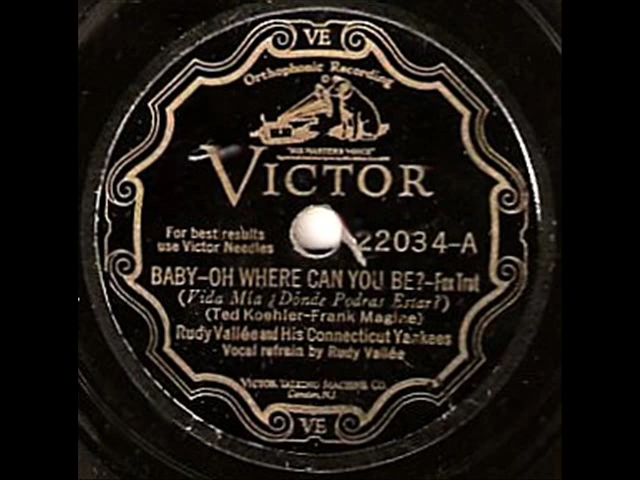 VE
Orthophonic Recording
"HIS MASTER'S VOICE"
VICTOR
For best results
use Victor Needles
22034-A
BABY-OH WHERE CAN YOU BE?-Fox Trot
(Vida Mía ¿Dónde Podras Estar?)
(Ted Koehler-Frank Magine)
Rudy Vallée and His Connecticut Yankees
Vocal refrain by Rudy Vallée
VICTOR TALKING MACHINE CO.
Camden, N.J.
VE